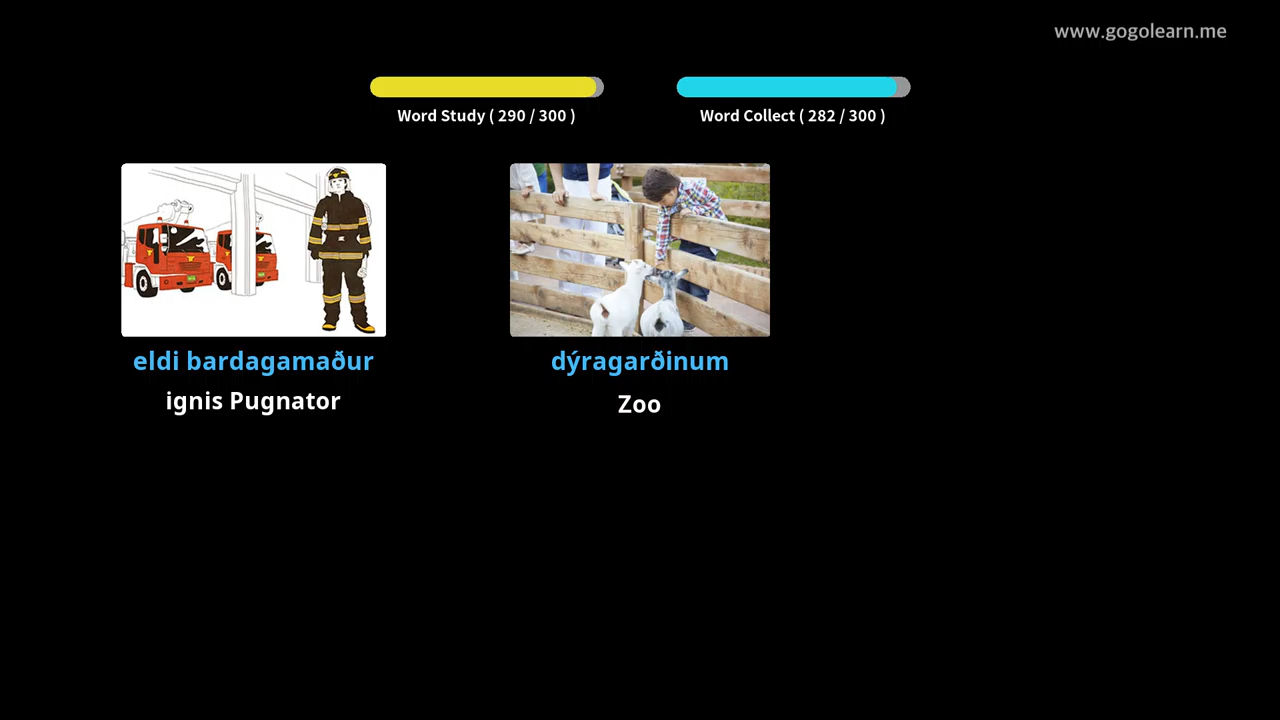 www.gogolearn.me
Word Study ( 290 / 300 )
Word Collect ( 282 / 300 )
eldi bardagamaður
dýragarðinum
ignis Pugnator
Zoo